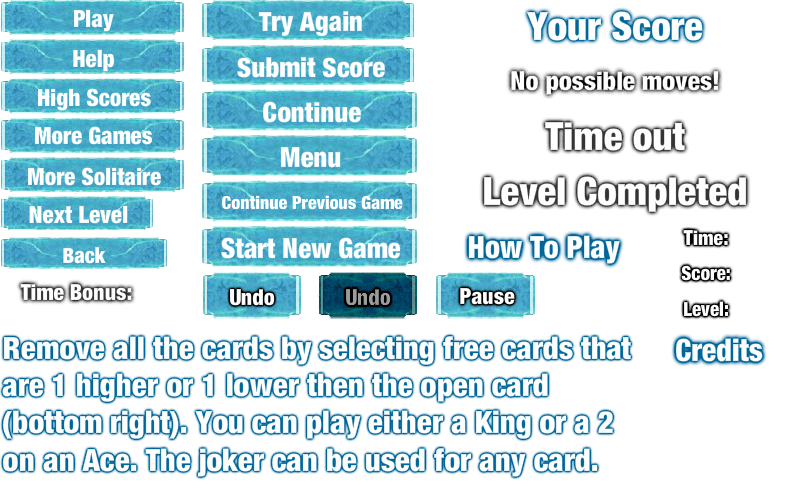 Play
Help
High Scores
More Games
More Solitaire
Next Level
Back
Time Bonus:
Try Again
Submit Score
Continue
Menu
Continue Previous Game
Start New Game
Undo
Undo
Pause
Your Score
No possible moves!
Time out
Level Completed
How To Play
Time:
Score:
Level:
Credits
Remove all the cards by selecting free cards that
are 1 higher or 1 lower then the open card
(bottom right). You can play either a King or a 2
on an Ace. The joker can be used for any card.